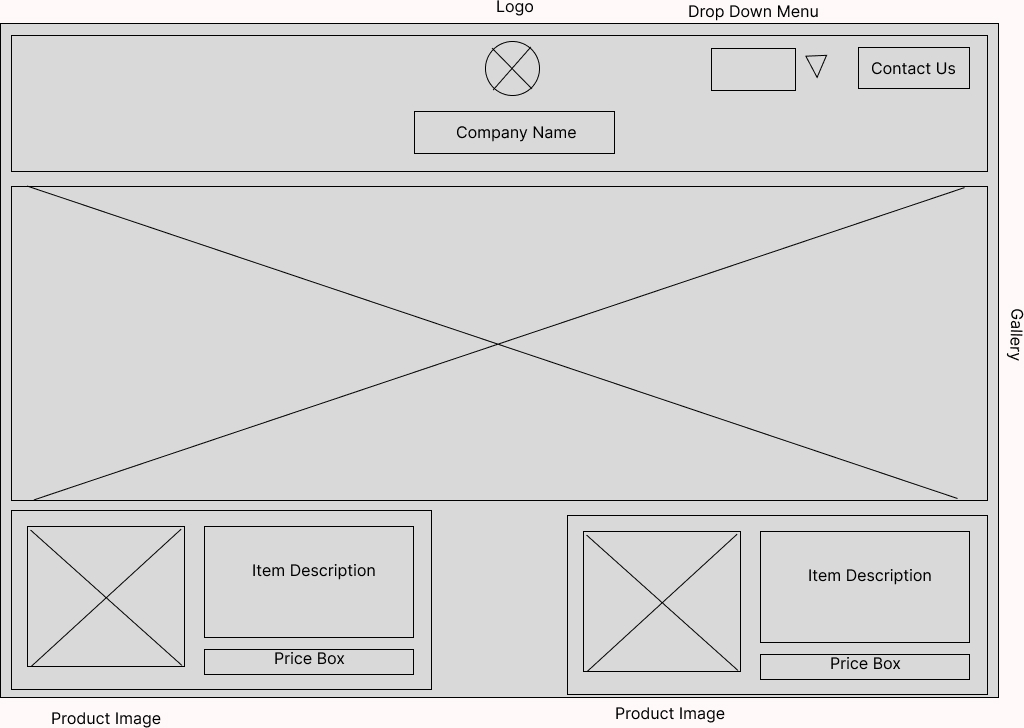 Logo
Drop Down Menu
Contact Us
Company Name
Gallery
Item Description
Price Box
Item Description
Price Box
Product Image
Product Image